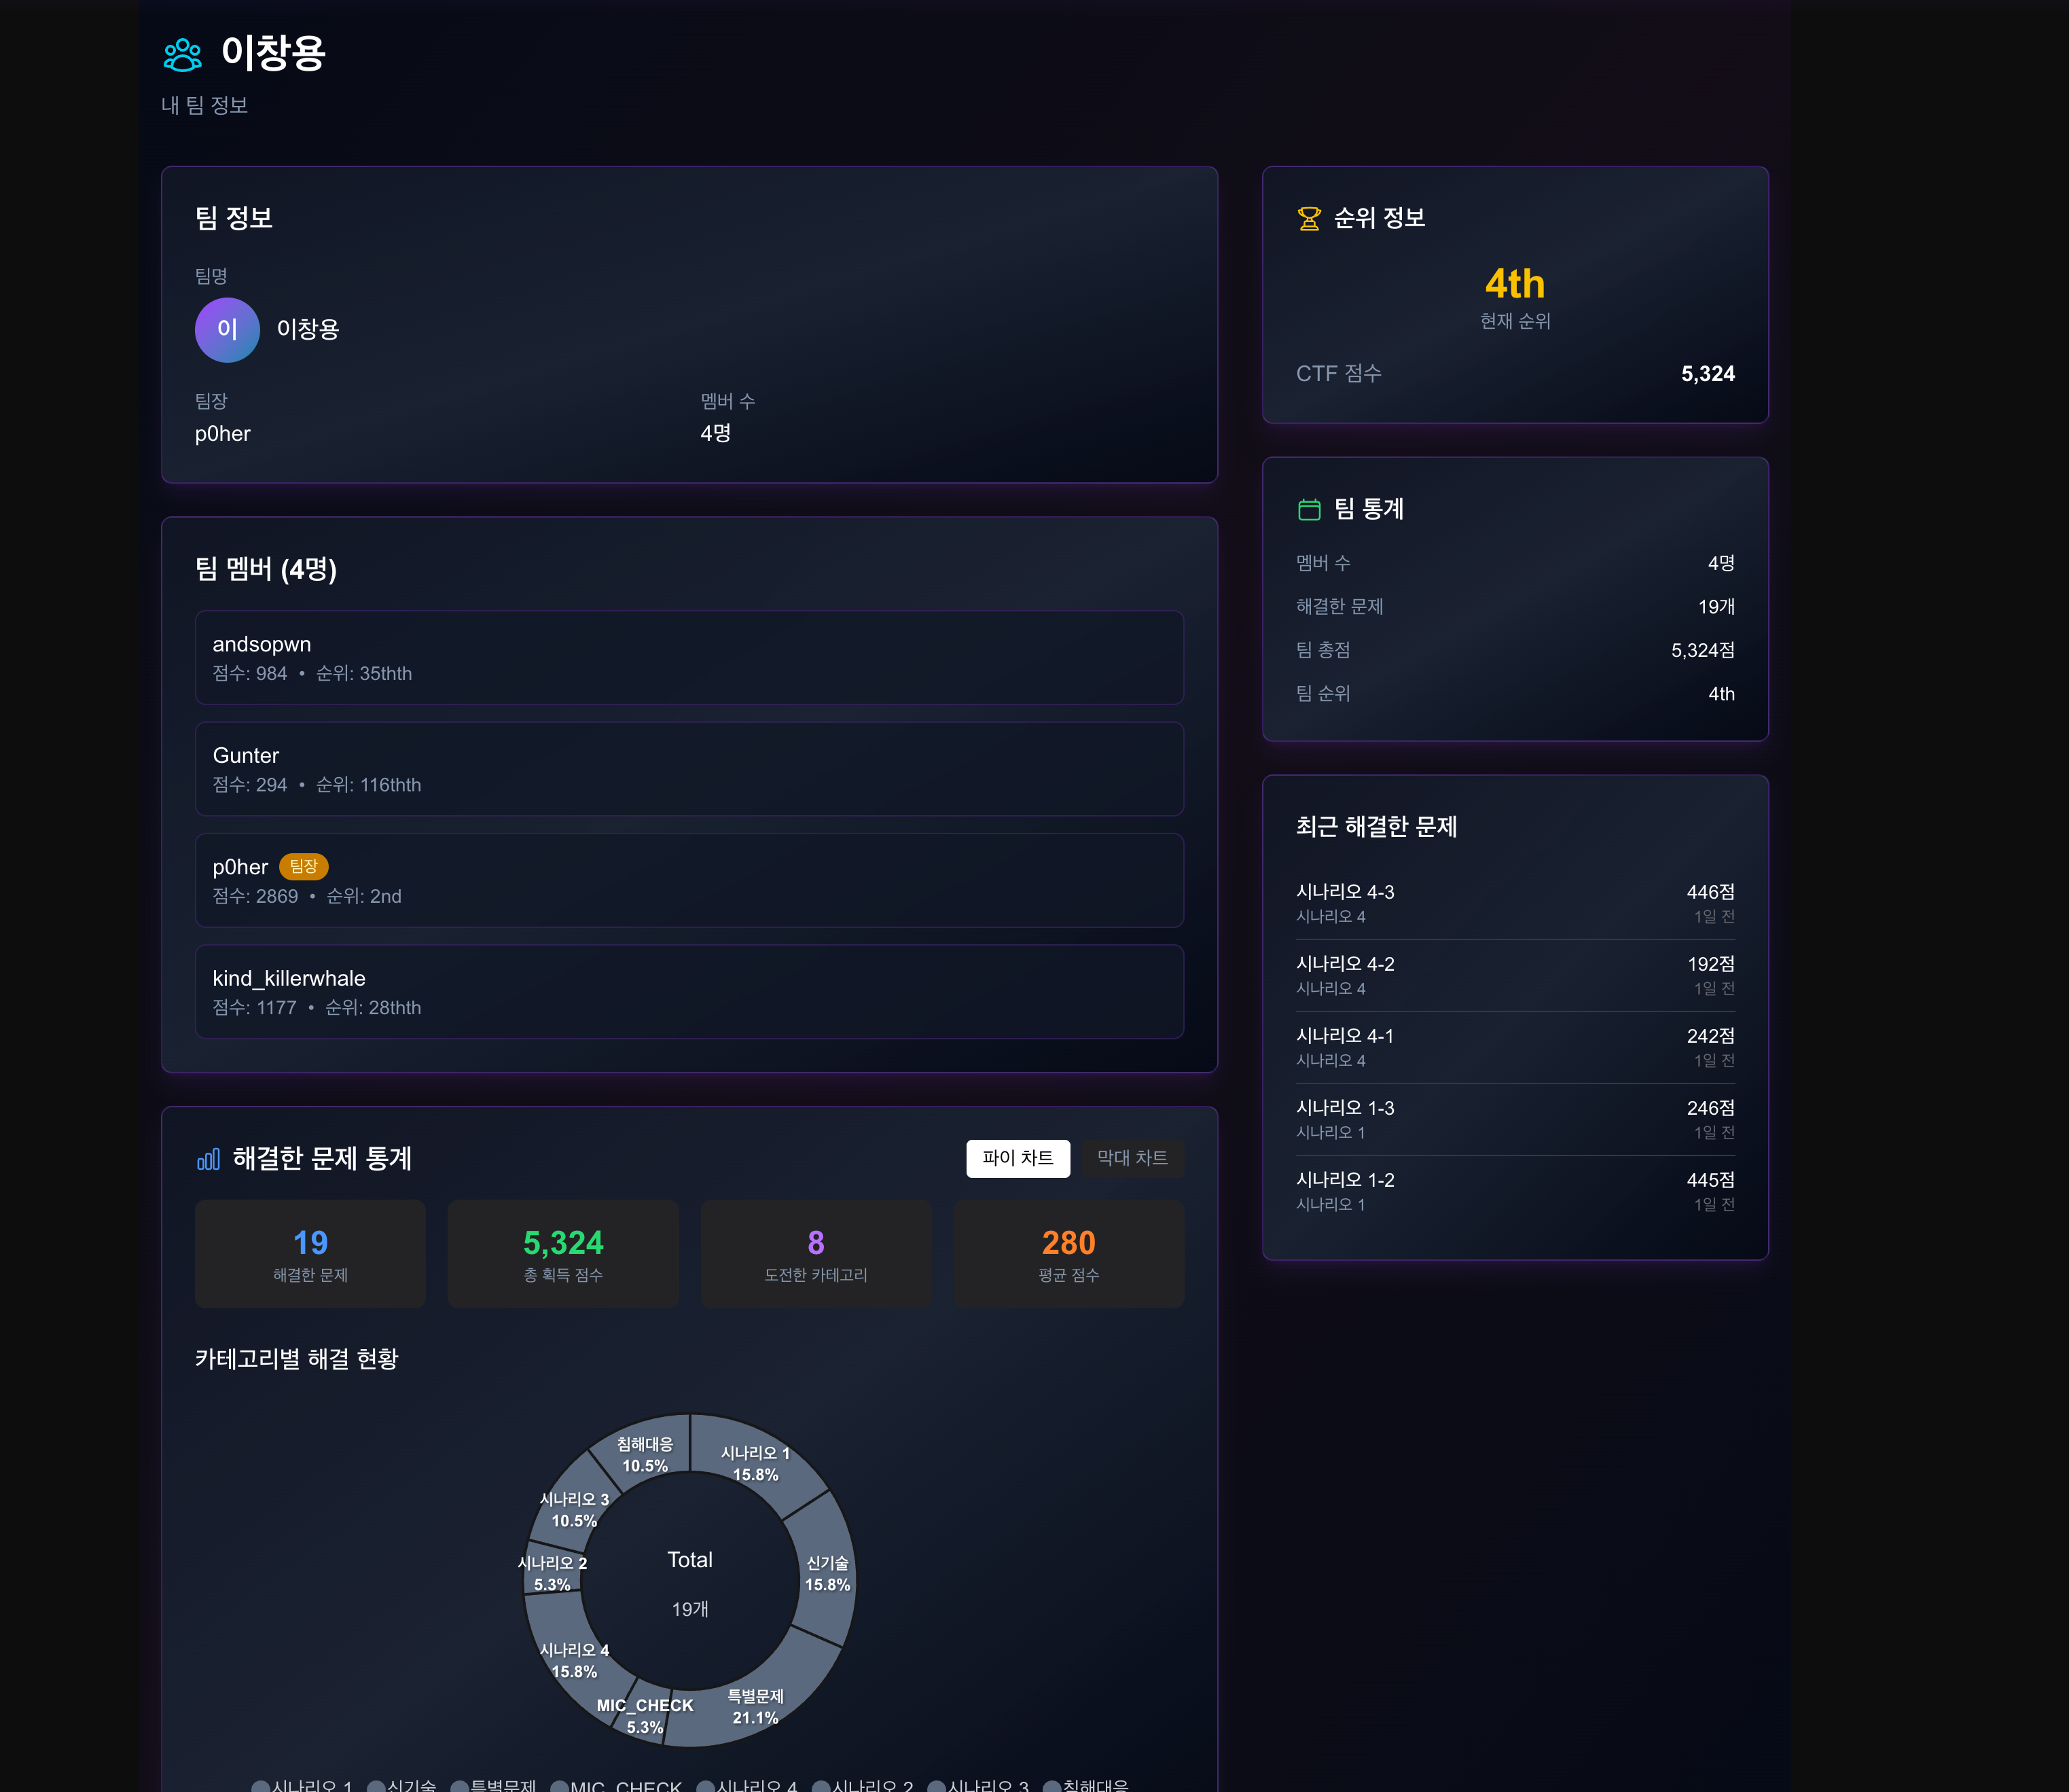 이창용
내 팀 정보
팀 정보
팀명
이 이창용
팀장 멤버 수
p0her 4명
팀 멤버 (4명)
andsopwn
점수: 984 • 순위: 35thth
Gunter
점수: 294 • 순위: 116thth
p0her 팀장
점수: 2869 • 순위: 2nd
kind_killerwhale
점수: 1177 • 순위: 28thth
해결한 문제 통계 파이 차트 막대 차트
19 5,324 8 280
해결한 문제 총 획득 점수 도전한 카테고리 평균 점수
카테고리별 해결 현황
침해대응
10.5%
시나리오 1
15.8%
시나리오 3
10.5%
시나리오 2
5.3%
Total
19개
신기술
15.8%
시나리오 4
15.8%
MIC_CHECK
5.3%
특별문제
21.1%
시나리오 1 신기술 특별문제 MIC_CHECK 시나리오 4 시나리오 2 시나리오 3 침해대응
순위 정보
4th
현재 순위
CTF 점수 5,324
팀 통계
멤버 수 4명
해결한 문제 19개
팀 총점 5,324점
팀 순위 4th
최근 해결한 문제
시나리오 4-3 446점
시나리오 4 1일 전
시나리오 4-2 192점
시나리오 4 1일 전
시나리오 4-1 242점
시나리오 4 1일 전
시나리오 1-3 246점
시나리오 1 1일 전
시나리오 1-2 445점
시나리오 1 1일 전